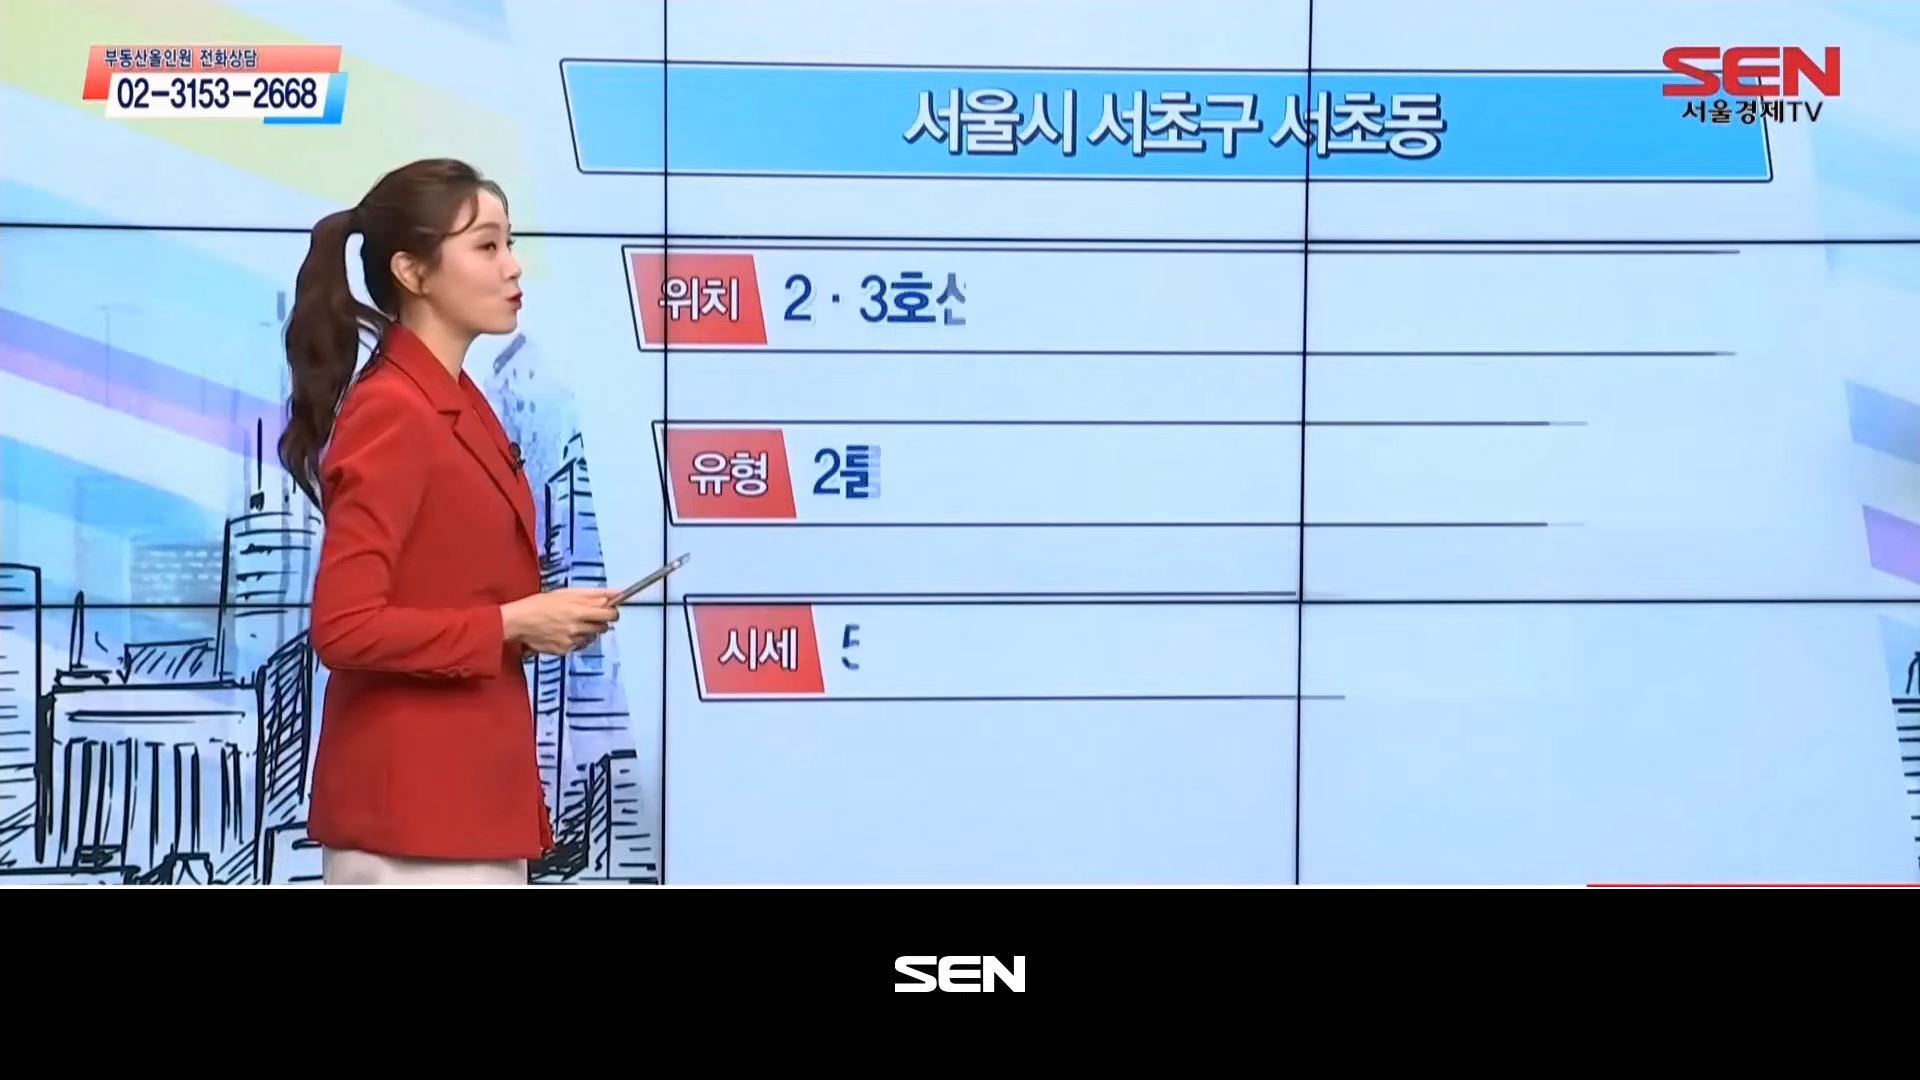 부동산올인원 전화상담
02-3153-2668
SEN
서울경제TV
서울시 서초구 서초동
위치 2·3호
유형
시세
SEN